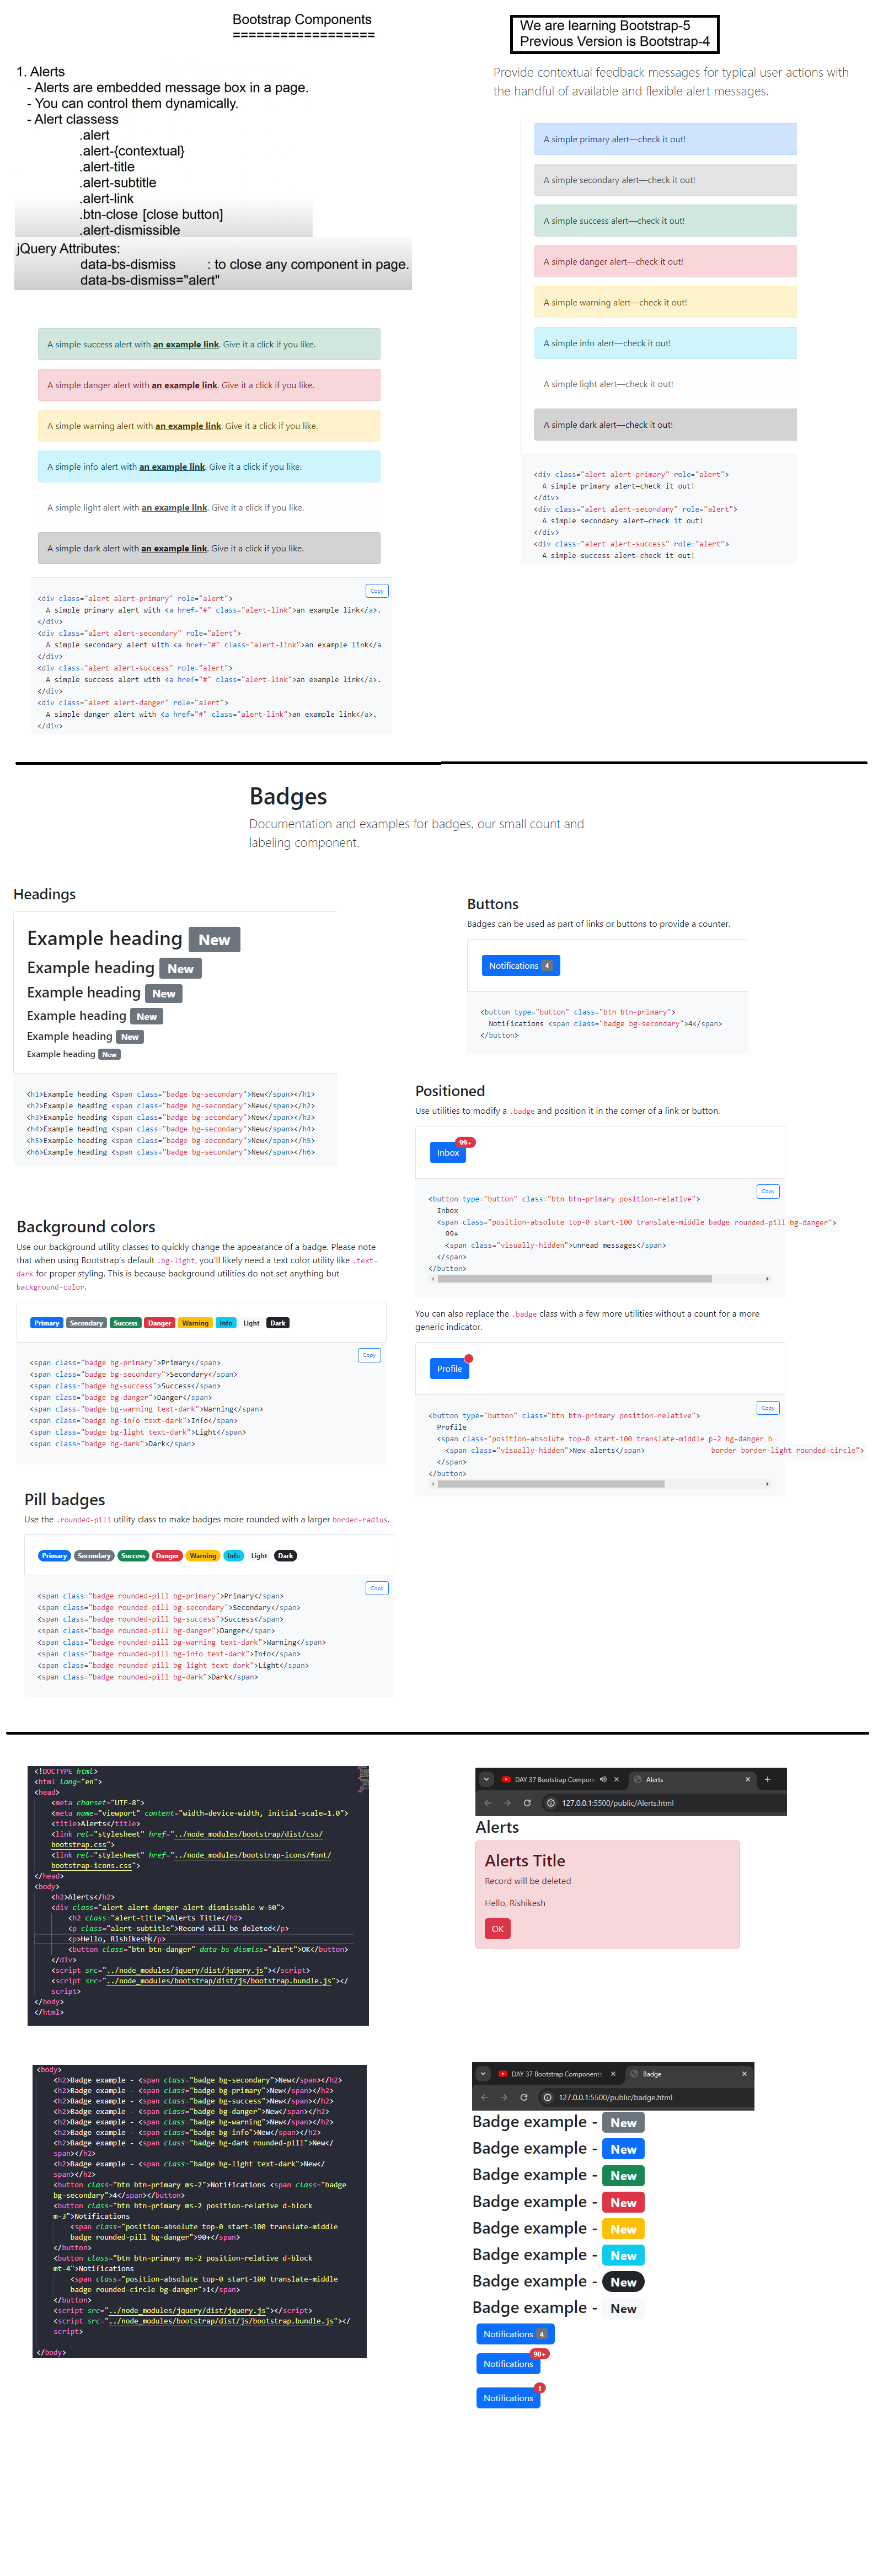 Bootstrap Components
==================
We are learning Bootstrap-5
Previous Version is Bootstrap-4
1. Alerts
- Alerts are embedded message box in a page.
- You can control them dynamically.
- Alert classess
.alert
.alert-{contextual}
.alert-title
.alert-subtitle
.alert-link
.btn-close [close button]
.alert-dismissible
jQuery Attributes:
data-bs-dismiss : to close any component in page.
data-bs-dismiss="alert"
Provide contextual feedback messages for typical user actions with
the handful of available and flexible alert messages.
A simple primary alert—check it out!
A simple secondary alert—check it out!
A simple success alert—check it out!
A simple danger alert—check it out!
A simple warning alert—check it out!
A simple info alert—check it out!
A simple light alert—check it out!
A simple dark alert—check it out!
<div class="alert alert-primary" role="alert">
A simple primary alert—check it out!
</div>
<div class="alert alert-secondary" role="alert">
A simple secondary alert—check it out!
</div>
<div class="alert alert-success" role="alert">
A simple success alert—check it out!
A simple success alert with an example link. Give it a click if you like.
A simple danger alert with an example link. Give it a click if you like.
A simple warning alert with an example link. Give it a click if you like.
A simple info alert with an example link. Give it a click if you like.
A simple light alert with an example link. Give it a click if you like.
A simple dark alert with an example link. Give it a click if you like.
Copy
<div class="alert alert-primary" role="alert">
A simple primary alert with <a href="#" class="alert-link">an example link</a>.
</div>
<div class="alert alert-secondary" role="alert">
A simple secondary alert with <a href="#" class="alert-link">an example link</a
</div>
<div class="alert alert-success" role="alert">
A simple success alert with <a href="#" class="alert-link">an example link</a>.
</div>
<div class="alert alert-danger" role="alert">
A simple danger alert with <a href="#" class="alert-link">an example link</a>.
</div>
Badges
Documentation and examples for badges, our small count and
labeling component.
Headings
Example heading New
Example heading New
Example heading New
Example heading New
Example heading New
Example heading New
<h1>Example heading <span class="badge bg-secondary">New</span></h1>
<h2>Example heading <span class="badge bg-secondary">New</span></h2>
<h3>Example heading <span class="badge bg-secondary">New</span></h3>
<h4>Example heading <span class="badge bg-secondary">New</span></h4>
<h5>Example heading <span class="badge bg-secondary">New</span></h5>
<h6>Example heading <span class="badge bg-secondary">New</span></h6>
Buttons
Badges can be used as part of links or buttons to provide a counter.
Notifications 4
<button type="button" class="btn btn-primary">
Notifications <span class="badge bg-secondary">4</span>
</button>
Positioned
Use utilities to modify a .badge and position it in the corner of a link or button.
Inbox 99+
Copy
<button type="button" class="btn btn-primary position-relative">
Inbox
<span class="position-absolute top-0 start-100 translate-middle badge rounded-pill bg-danger">
99+
<span class="visually-hidden">unread messages</span>
</span>
</button>
You can also replace the .badge class with a few more utilities without a count for a more
generic indicator.
Profile
Copy
<button type="button" class="btn btn-primary position-relative">
Profile
<span class="position-absolute top-0 start-100 translate-middle p-2 bg-danger b
<span class="visually-hidden">New alerts</span> border border-light rounded-circle">
</span>
</button>
Background colors
Use our background utility classes to quickly change the appearance of a badge. Please note
that when using Bootstrap's default .bg-light, you'll likely need a text color utility like .text-
dark for proper styling. This is because background utilities do not set anything but
background-color.
Primary Secondary Success Danger Warning Info Light Dark
Copy
<span class="badge bg-primary">Primary</span>
<span class="badge bg-secondary">Secondary</span>
<span class="badge bg-success">Success</span>
<span class="badge bg-danger">Danger</span>
<span class="badge bg-warning text-dark">Warning</span>
<span class="badge bg-info text-dark">Info</span>
<span class="badge bg-light text-dark">Light</span>
<span class="badge bg-dark">Dark</span>
Pill badges
Use the .rounded-pill utility class to make badges more rounded with a larger border-radius.
Primary Secondary Success Danger Warning Info Light Dark
Copy
<span class="badge rounded-pill bg-primary">Primary</span>
<span class="badge rounded-pill bg-secondary">Secondary</span>
<span class="badge rounded-pill bg-success">Success</span>
<span class="badge rounded-pill bg-danger">Danger</span>
<span class="badge rounded-pill bg-warning text-dark">Warning</span>
<span class="badge rounded-pill bg-info text-dark">Info</span>
<span class="badge rounded-pill bg-light text-dark">Light</span>
<span class="badge rounded-pill bg-dark">Dark</span>
<!DOCTYPE html>
<html lang="en">
<head>
<meta charset="UTF-8">
<meta name="viewport" content="width=device-width, initial-scale=1.0">
<title>Alerts</title>
<link rel="stylesheet" href="../node_modules/bootstrap/dist/css/
bootstrap.css">
<link rel="stylesheet" href="../node_modules/bootstrap-icons/font/
bootstrap-icons.css">
</head>
<body>
<h2>Alerts</h2>
<div class="alert alert-danger alert-dismissable w-50">
<h2 class="alert-title">Alerts Title</h2>
<p class="alert-subtitle">Record will be deleted</p>
<p>Hello, Rishikesh</p>
<button class="btn btn-danger" data-bs-dismiss="alert">OK</button>
</div>
<script src="../node_modules/jquery/dist/jquery.js"></script>
<script src="../node_modules/bootstrap/dist/js/bootstrap.bundle.js"></
script>
</body>
</html>
DAY 37 Bootstrap Compon Alerts
127.0.0.1:5500/public/Alerts.html
Alerts
Alerts Title
Record will be deleted
Hello, Rishikesh
OK
<body>
<h2>Badge example - <span class="badge bg-secondary">New</span></h2>
<h2>Badge example - <span class="badge bg-primary">New</span></h2>
<h2>Badge example - <span class="badge bg-success">New</span></h2>
<h2>Badge example - <span class="badge bg-danger">New</span></h2>
<h2>Badge example - <span class="badge bg-warning">New</span></h2>
<h2>Badge example - <span class="badge bg-info">New</span></h2>
<h2>Badge example - <span class="badge bg-dark rounded-pill">New</
span></h2>
<h2>Badge example - <span class="badge bg-light text-dark">New</
span></h2>
<button class="btn btn-primary ms-2">Notifications <span class="badge
bg-secondary">4</span></button>
<button class="btn btn-primary ms-2 position-relative d-block
m-3">Notifications
<span class="position-absolute top-0 start-100 translate-middle
badge rounded-pill bg-danger">90+</span>
</button>
<button class="btn btn-primary ms-2 position-relative d-block
mt-4">Notifications
<span class="position-absolute top-0 start-100 translate-middle
badge rounded-circle bg-danger">1</span>
</button>
<script src="../node_modules/jquery/dist/jquery.js"></script>
<script src="../node_modules/bootstrap/dist/js/bootstrap.bundle.js"></
script>
</body>
DAY 37 Bootstrap Components Badge
127.0.0.1:5500/public/badge.html
Badge example - New
Badge example - New
Badge example - New
Badge example - New
Badge example - New
Badge example - New
Badge example - New
Badge example - New
Notifications 4
Notifications 90+
Notifications 1